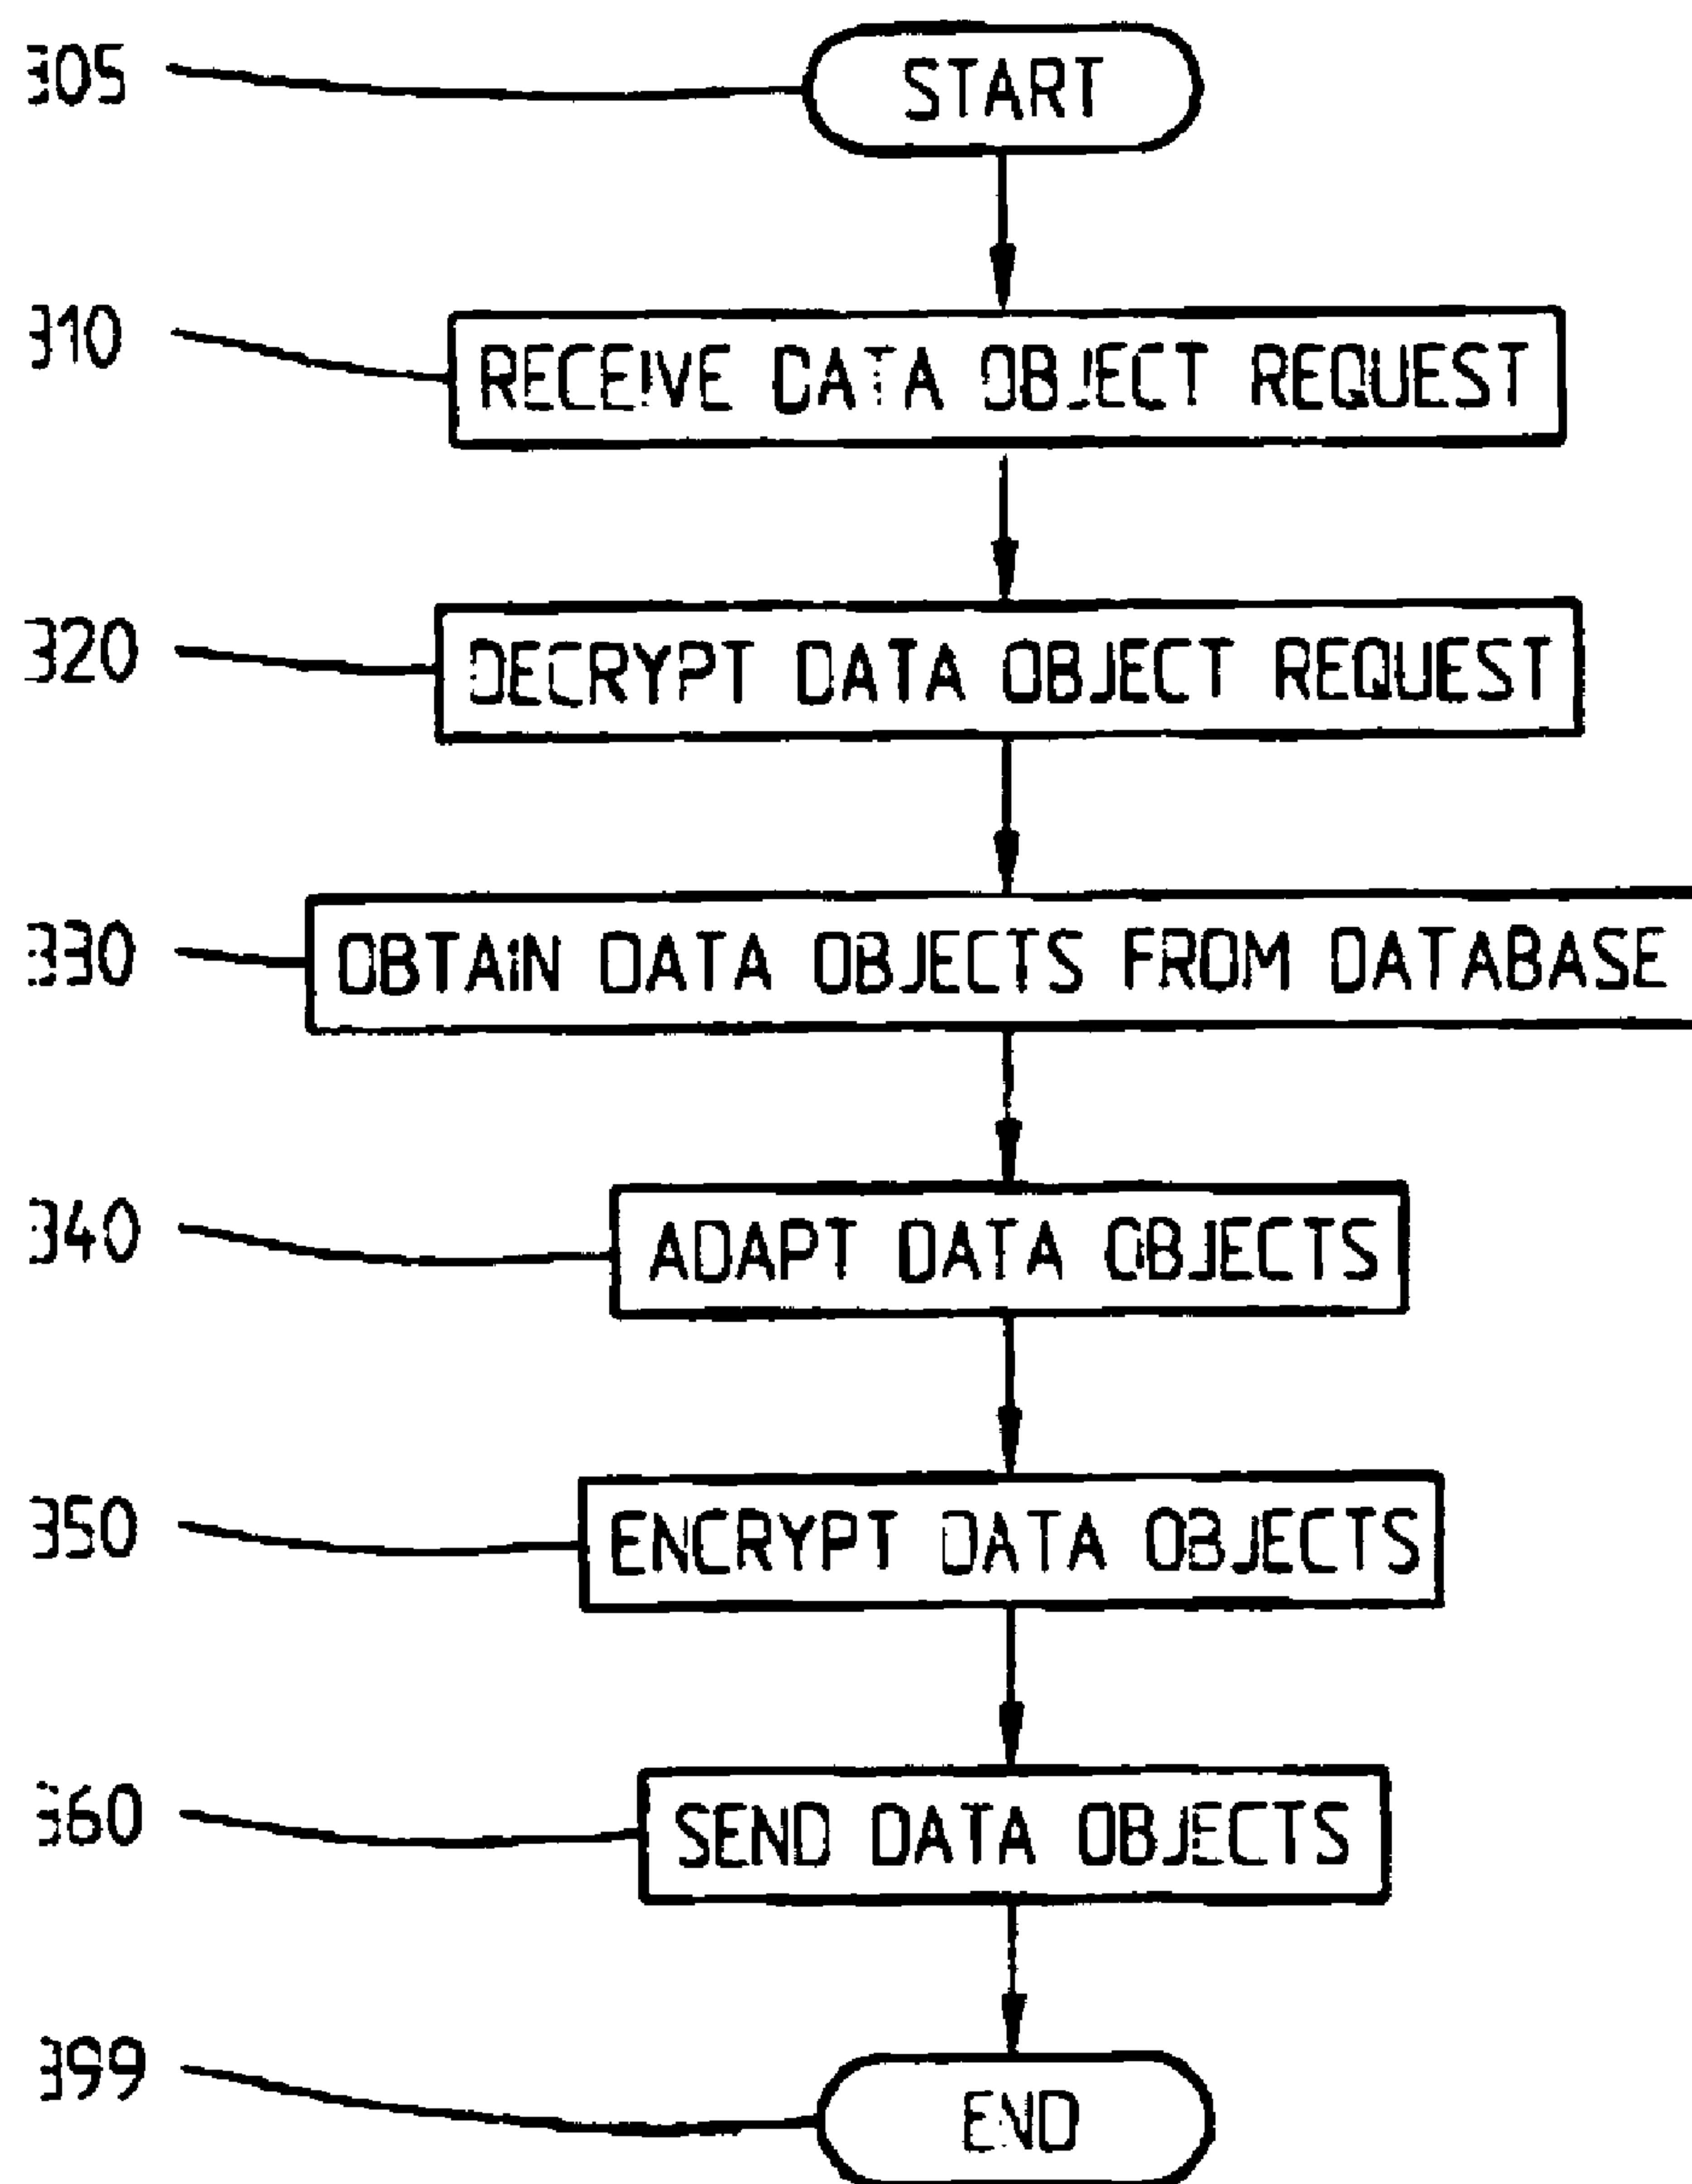 305 START
310 RECEIVE DATA OBJECT REQUEST
320 DECRYPT DATA OBJECT REQUEST
330 OBTAIN DATA OBJECTS FROM DATABASE
340 ADAPT DATA OBJECTS
350 ENCRYPT DATA OBJECTS
360 SEND DATA OBJECTS
399 END